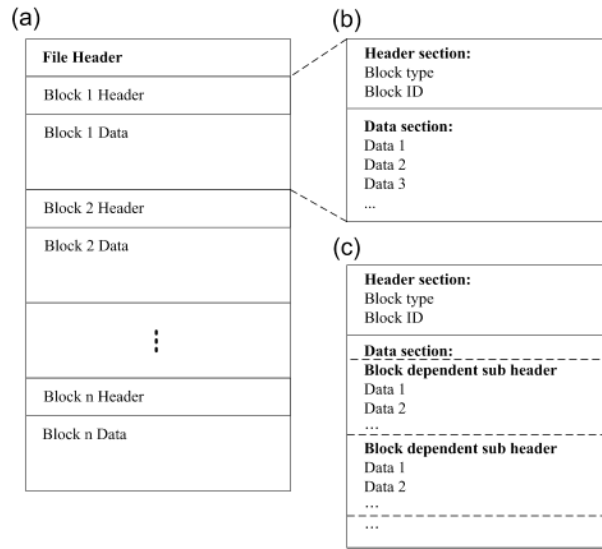 (a)
File Header
Block 1 Header
Block 1 Data
Block 2 Header
Block 2 Data
Block n Header
Block n Data
(b)
Header section:
Block type
Block ID
Data section:
Data 1
Data 2
Data 3
...
(c)
Header section:
Block type
Block ID
Data section:
Block dependent sub header
Data 1
Data 2
...
Block dependent sub header
Data 1
Data 2
...
...